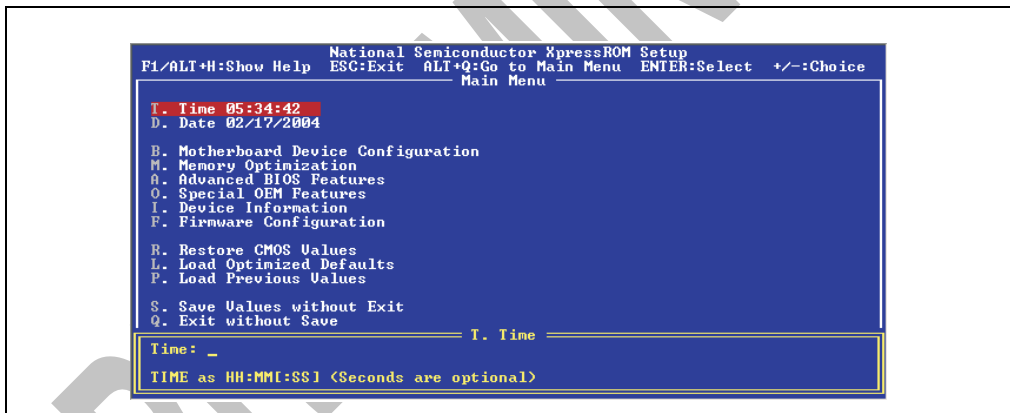 National Semiconductor XpressROM Setup
F1/ALT+H:Show Help ESC:Exit ALT+Q:Go to Main Menu ENTER:Select +/-:Choice
Main Menu
T. Time 05:34:42
D. Date 02/17/2004
B. Motherboard Device Configuration
M. Memory Optimization
A. Advanced BIOS Features
O. Special OEM Features
I. Device Information
F. Firmware Configuration
R. Restore CMOS Values
L. Load Optimized Defaults
P. Load Previous Values
S. Save Values without Exit
Q. Exit without Save
T. Time
Time: _
TIME as HH:MM[:SS] (Seconds are optional)